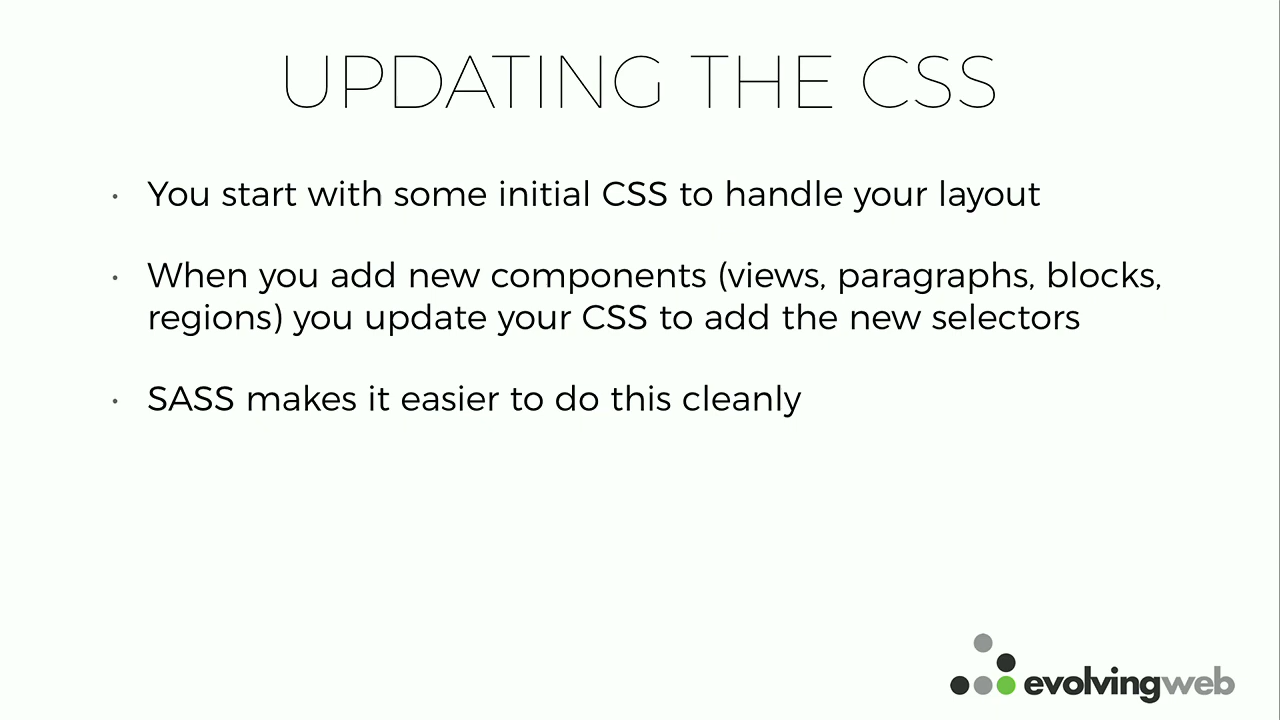 UPDATING THE CSS
• You start with some initial CSS to handle your layout
• When you add new components (views, paragraphs, blocks,
regions) you update your CSS to add the new selectors
• SASS makes it easier to do this cleanly
evolvingweb